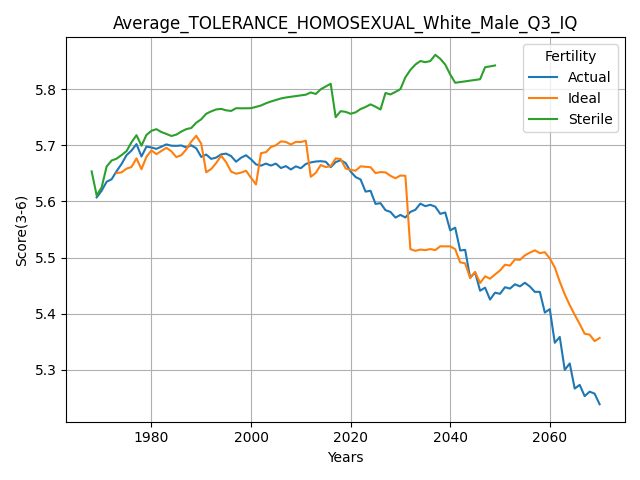 Average_TOLERANCE_HOMOSEXUAL_White_Male_Q3_IQ
Fertility
Actual
Ideal
Sterile
Score(3-6)
5.8
5.7
5.6
5.5
5.4
5.3
1980 2000 2020 2040 2060
Years